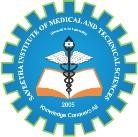 SAVEETHA INSTITUTE OF MEDICAL AND TECHNICAL SCIENCES
2005
Knowledge Conquers All